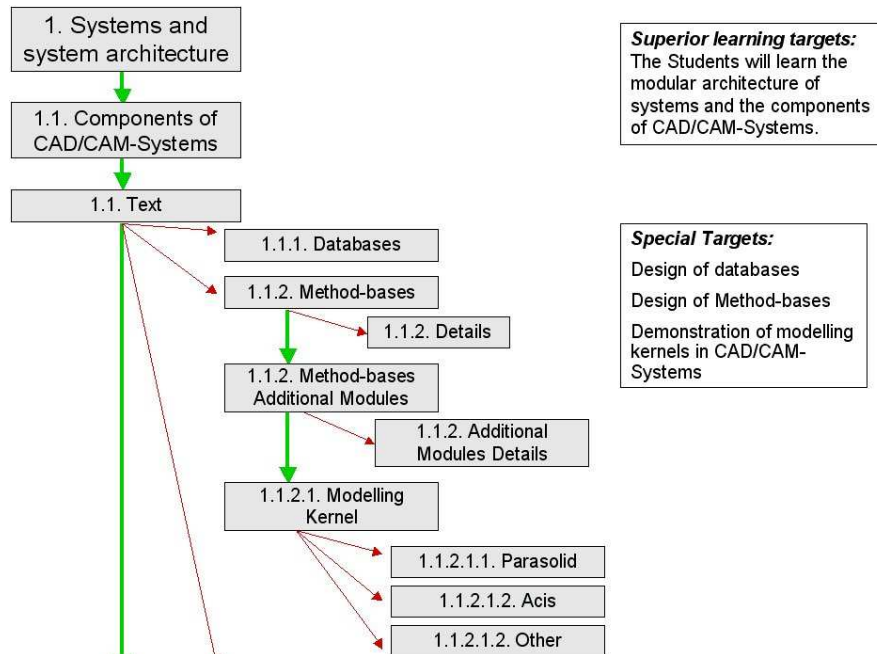 1. Systems and
system architecture
1.1. Components of
CAD/CAM-Systems
1.1. Text
1.1.1. Databases
1.1.2. Method-bases
1.1.2. Details
1.1.2. Method-bases
Additional Modules
1.1.2. Additional
Modules Details
1.1.2.1. Modelling
Kernel
1.1.2.1.1. Parasolid
1.1.2.1.2. Acis
1.1.2.1.2. Other
Superior learning targets:
The Students will learn the
modular architecture of
systems and the components
of CAD/CAM-Systems.
Special Targets:
Design of databases
Design of Method-bases
Demonstration of modelling
kernels in CAD/CAM-
Systems